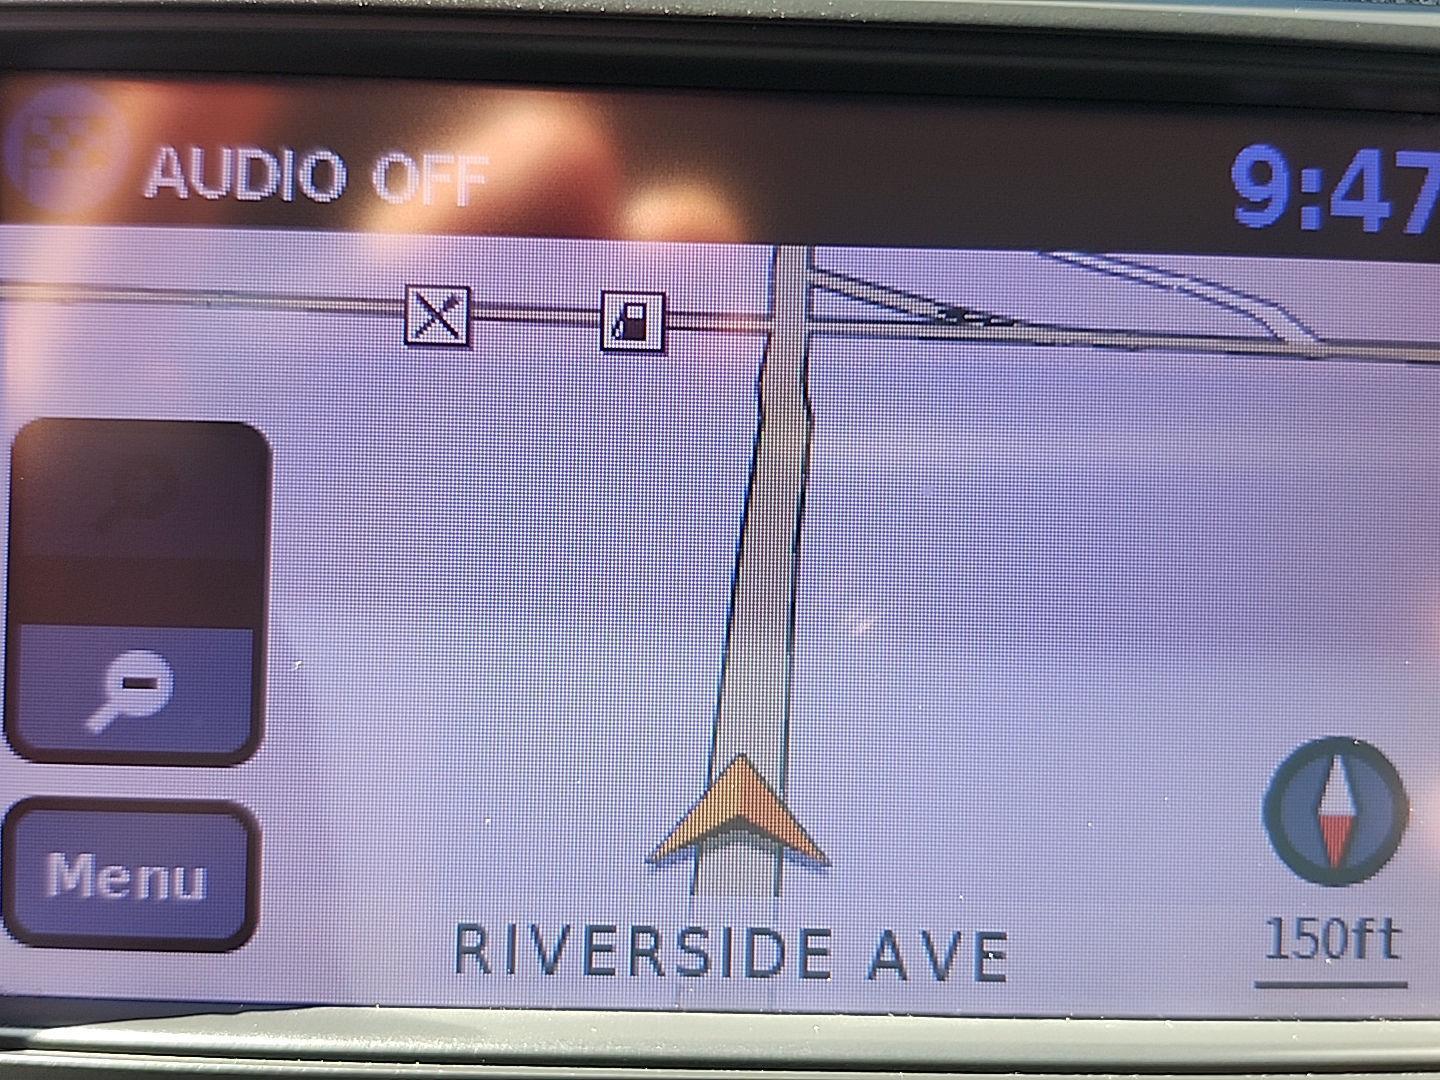 AUDIO OFF
9:47
Menu
RIVERSIDE AVE
150ft